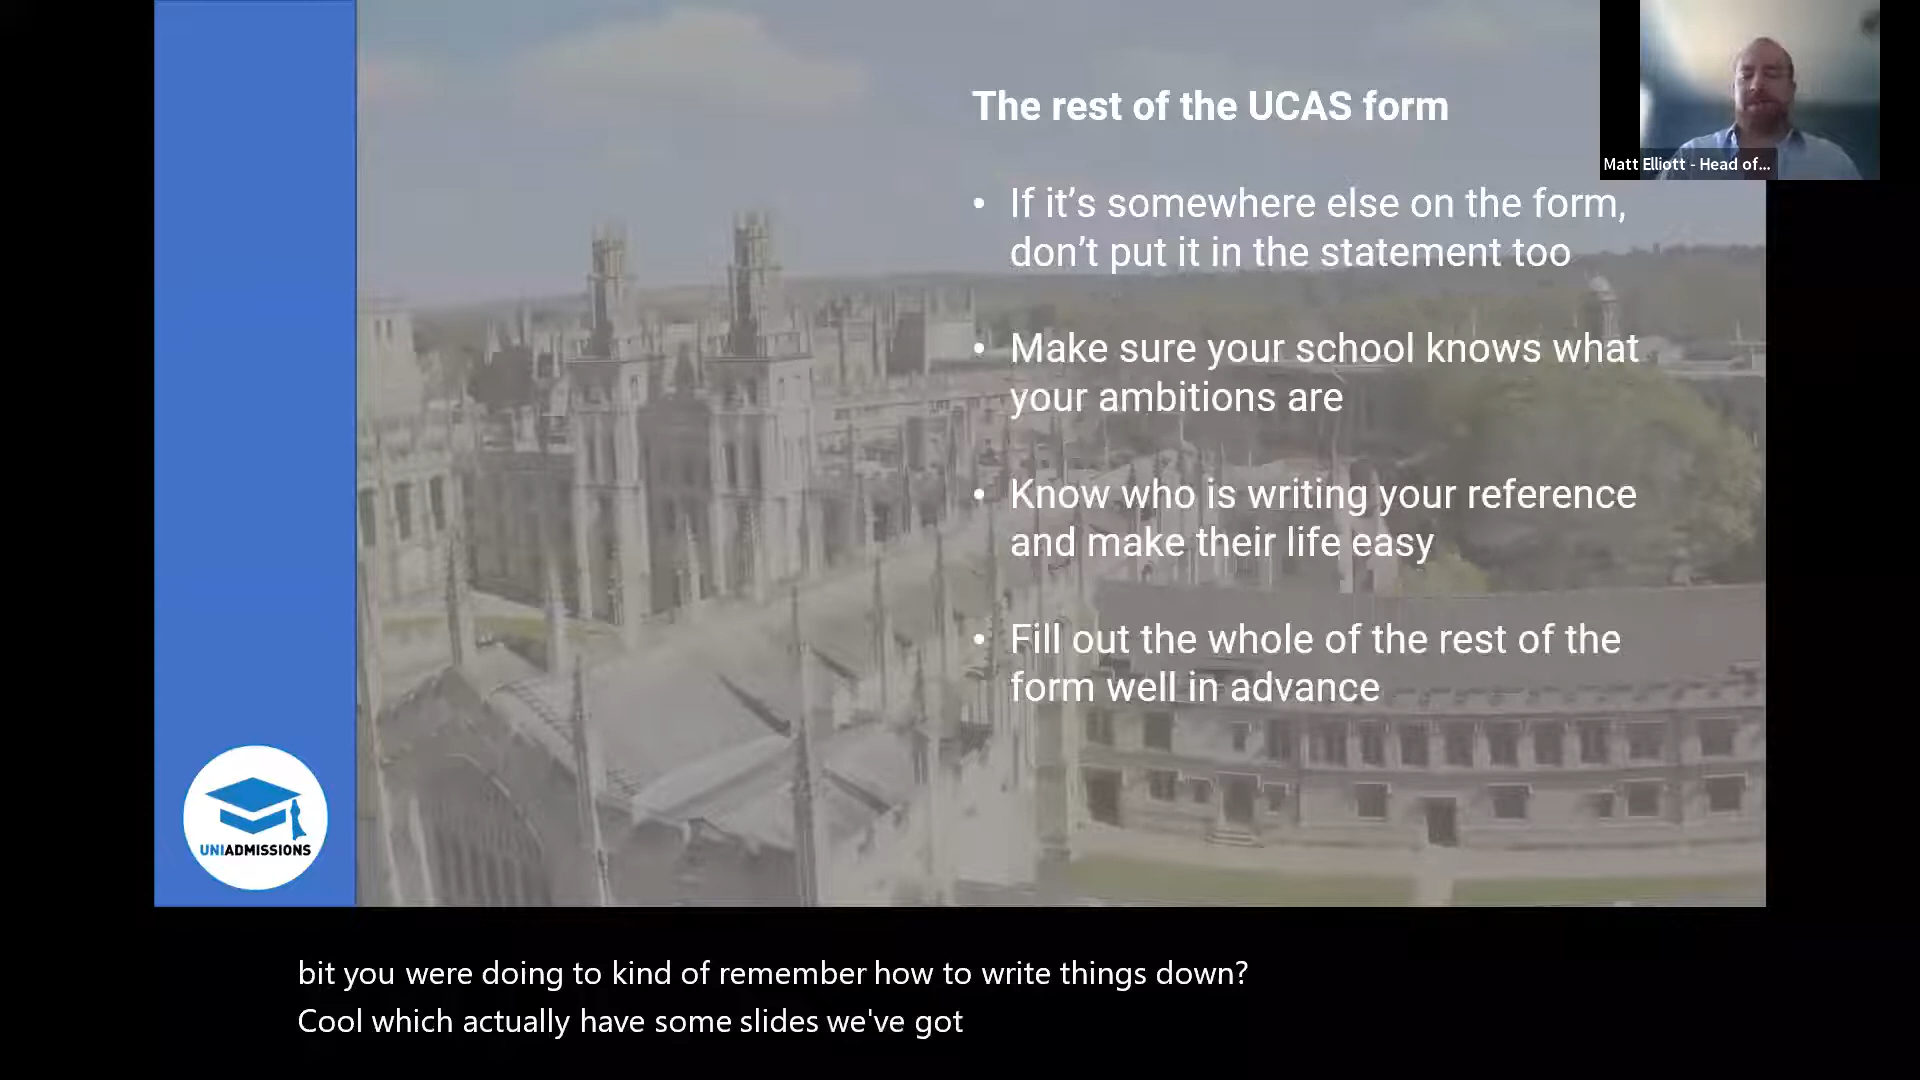 The rest of the UCAS form
Matt Elliott - Head of...
• If it’s somewhere else on the form,
don’t put it in the statement too
• Make sure your school knows what
your ambitions are
• Know who is writing your reference
and make their life easy
• Fill out the whole of the rest of the
form well in advance
UNIADMISSIONS
bit you were doing to kind of remember how to write things down?
Cool which actually have some slides we've got